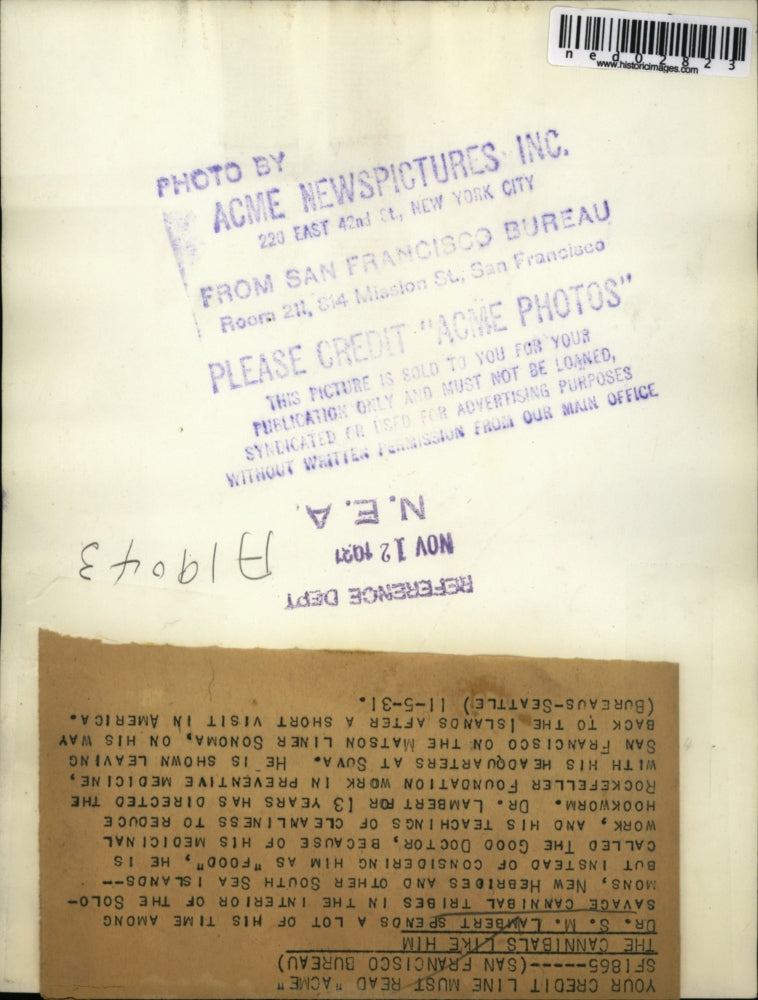 ned02823
www.historicimages.com
PHOTO BY
ACME NEWSPICTURES INC.
220 EAST 42nd St., NEW YORK CITY
FROM SAN FRANCISCO BUREAU
Room 211, 814 Mission St., San Francisco
PLEASE CREDIT "ACME PHOTOS"
THIS PICTURE IS SOLD TO YOU FOR YOUR
PUBLICATION ONLY AND MUST NOT BE LOANED,
SYNDICATED OR USED FOR ADVERTISING PURPOSES
WITHOUT WRITTEN PERMISSION FROM OUR MAIN OFFICE
REFERENCE DEPT
NOV 12 1931
N.E.A.
A19043
YOUR CREDIT LINE MUST READ "ACME"
SF1865------(SAN FRANCISCO BUREAU)
THE CANNIBALS LIKE HIM
DR. S. M. LAMBERT SPENDS A LOT OF HIS TIME AMONG
SAVAGE CANNIBAL TRIBES IN THE INTERIOR OF THE SOLO-
MONS, NEW HEBRIDES AND OTHER SOUTH SEA ISLANDS--
BUT INSTEAD OF CONSIDERING HIM AS "FOOD", HE IS
CALLED THE GOOD DOCTOR, BECAUSE OF HIS MEDICINAL
WORK, AND HIS TEACHINGS OF CLEANLINESS TO REDUCE
HOOKWORM. DR. LAMBERT FOR 13 YEARS HAS DIRECTED THE
ROCKEFELLER FOUNDATION WORK IN PREVENTIVE MEDICINE,
WITH HIS HEADQUARTERS AT SUVA. HE IS SHOWN LEAVING
SAN FRANCISCO ON THE MATSON LINER SONOMA, ON HIS WAY
BACK TO THE ISLANDS AFTER A SHORT VISIT IN AMERICA.
(BUREAUS-SEATTLE) 11-5-31.